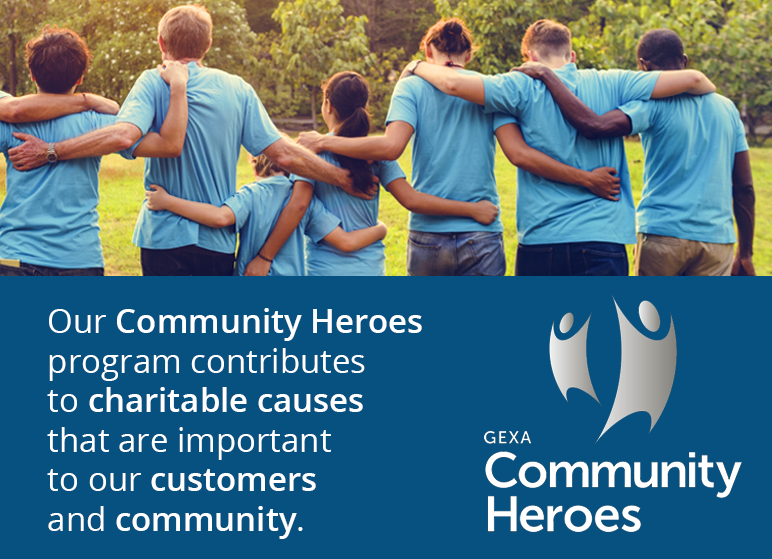 Our Community Heroes
program contributes
to charitable causes
that are important
to our customers
and community.
GEXA
Community
Heroes